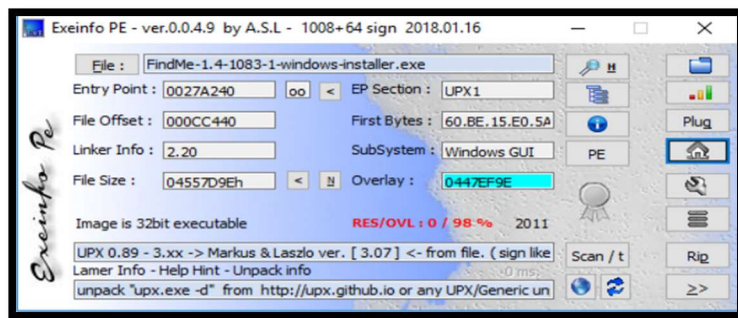 Exeinfo PE - ver.0.0.4.9 by A.S.L - 1008+64 sign 2018.01.16
File : FindMe-1.4-1083-1-windows-installer.exe H
Entry Point : 0027A240 oo < EP Section : UPX1
File Offset : 000CC440 First Bytes : 60.BE.15.E0.5A Plug
Linker Info : 2.20 SubSystem : Windows GUI PE
File Size : 04557D9Eh < N Overlay : 0447EF9E
Image is 32bit executable RES/OVL : 0 / 98 % 2011
UPX 0.89 - 3.xx -> Markus & Laszlo ver. [ 3.07 ] <- from file. ( sign like Scan / t Rip
Lamer Info - Help Hint - Unpack info 0 ms.
unpack "upx.exe -d" from http://upx.github.io or any UPX/Generic un >>
Exeinfo Pe